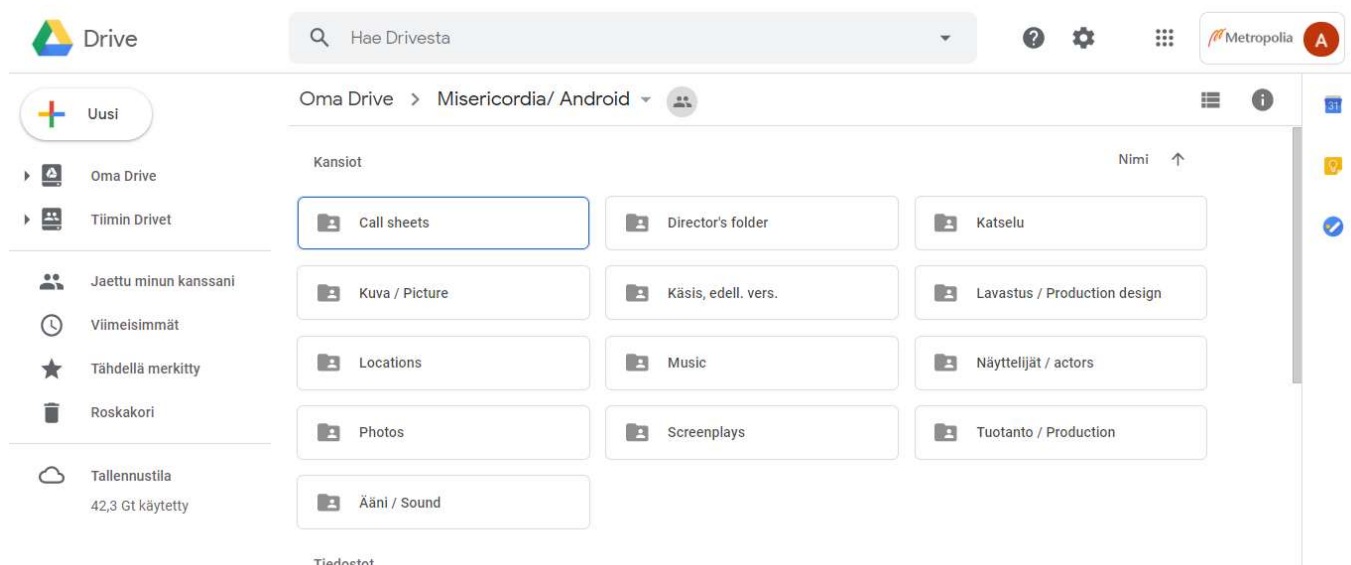 Drive
Hae Drivesta
Metropolia
A
Uusi
Oma Drive > Misericordia/ Android
31
Oma Drive
Tiimin Drivet
Jaettu minun kanssani
Viimeisimmät
Tähdellä merkitty
Roskakori
Tallennustila
42,3 Gt käytetty
Kansiot
Nimi
Call sheets
Director's folder
Katselu
Kuva / Picture
Käsis, edell. vers.
Lavastus / Production design
Locations
Music
Näyttelijät / actors
Photos
Screenplays
Tuotanto / Production
Ääni / Sound
Tiedostot